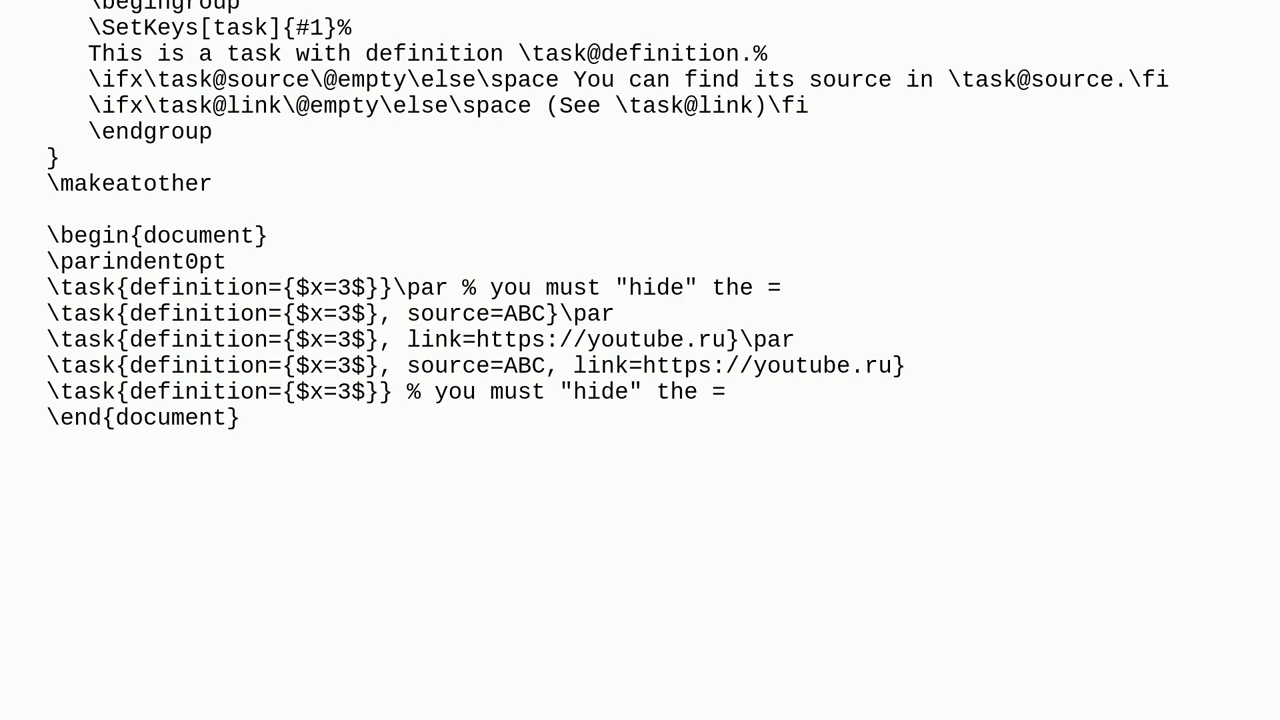 \begingroup
\SetKeys[task]{#1}%
This is a task with definition \task@definition.%
\ifx\task@source\@empty\else\space You can find its source in \task@source.\fi
\ifx\task@link\@empty\else\space (See \task@link)\fi
\endgroup
}
\makeatother
\begin{document}
\parindent0pt
\task{definition={$x=3$}}\par % you must "hide" the =
\task{definition={$x=3$}, source=ABC}\par
\task{definition={$x=3$}, link=https://youtube.ru}\par
\task{definition={$x=3$}, source=ABC, link=https://youtube.ru}
\task{definition={$x=3$}} % you must "hide" the =
\end{document}